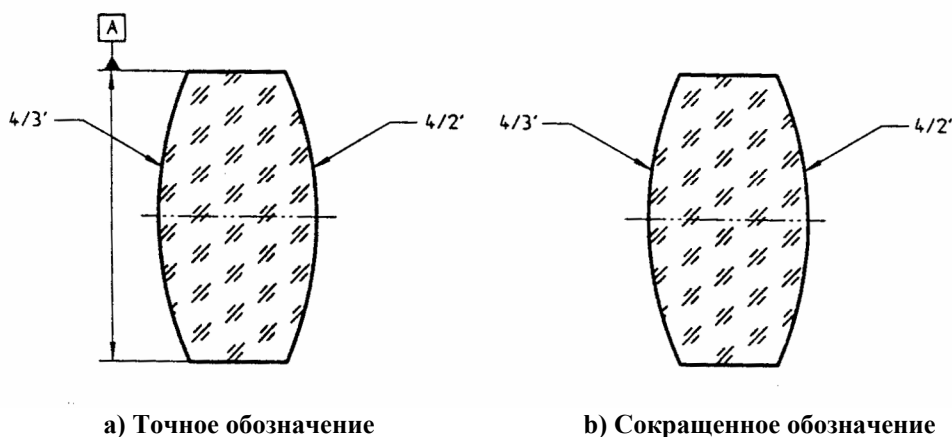 A
4/3' 4/2' 4/3' 4/2'
a) Точное обозначение b) Сокращенное обозначение